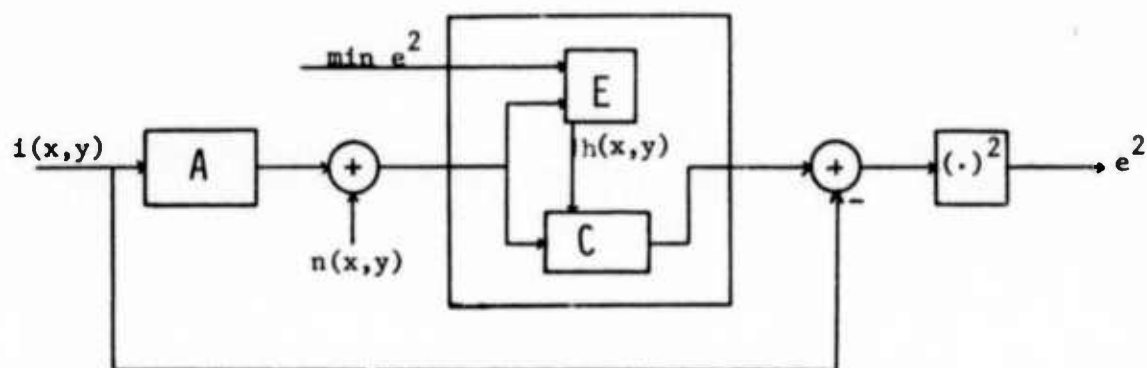 min e²
E
i(x,y)
A
+
h(x,y)
+
(.)²
e²
-
C
n(x,y)